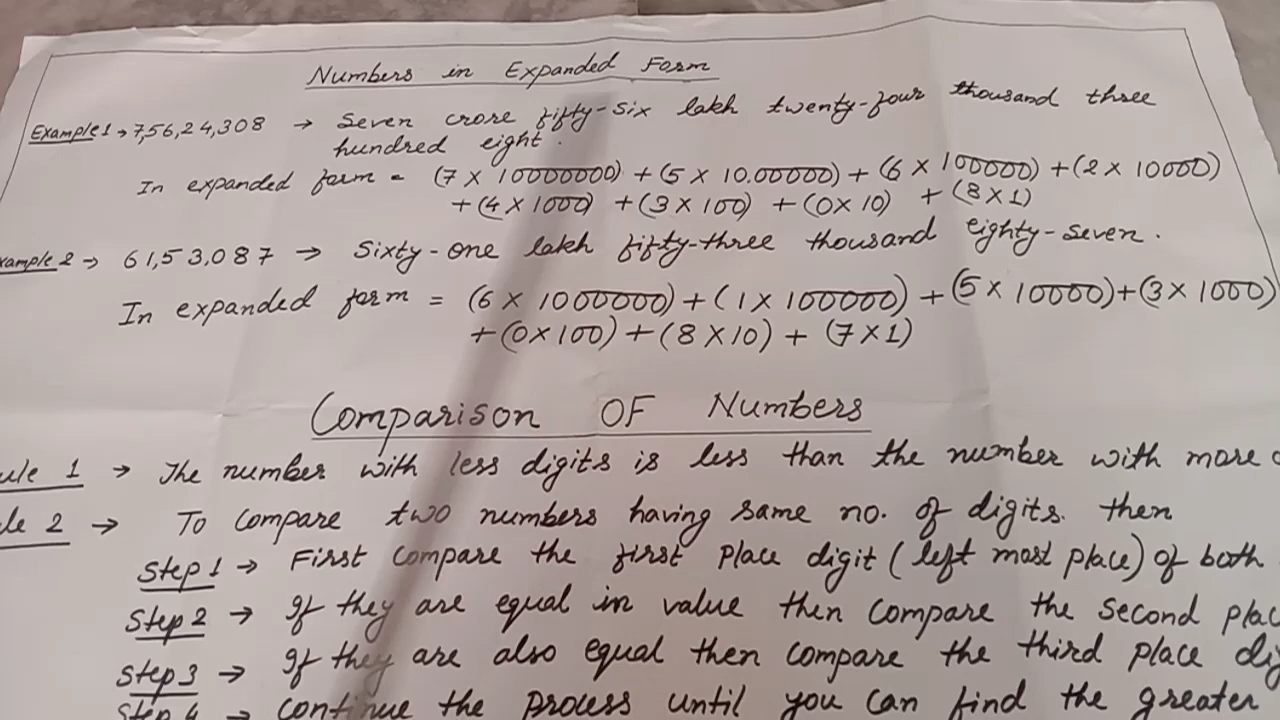 Numbers in Expanded Form
Example 1 → 7,56,24,308 → Seven crore fifty-six lakh twenty-four thousand three
hundred eight.
In expanded form = (7 X 10000000) + (5 X 10,00000) + (6 X 100000) + (2 X 10000)
+ (4 X 1000) + (3 X 100) + (0X 10) + (8 X 1)
xample 2 → 61,53,087 → Sixty-one lakh fifty-three thousand eighty-seven.
In expanded form = (6 X 1000000) + (1 X 100000) + (5 X 10000) + (3 X 1000)
+ (0X100) + (8 X10) + (7X1)
Comparison OF Numbers
ule 1 → The number with less digits is less than the number with more
le 2 → To Compare two numbers having same no. of digits. then
Step 1 → First Compare the first place digit (left most place) of both
Step 2 → If they are equal in value then compare the second plac
Step 3 → If they are also equal then compare the third place di
Step 4 → Continue the process until you can find the greater